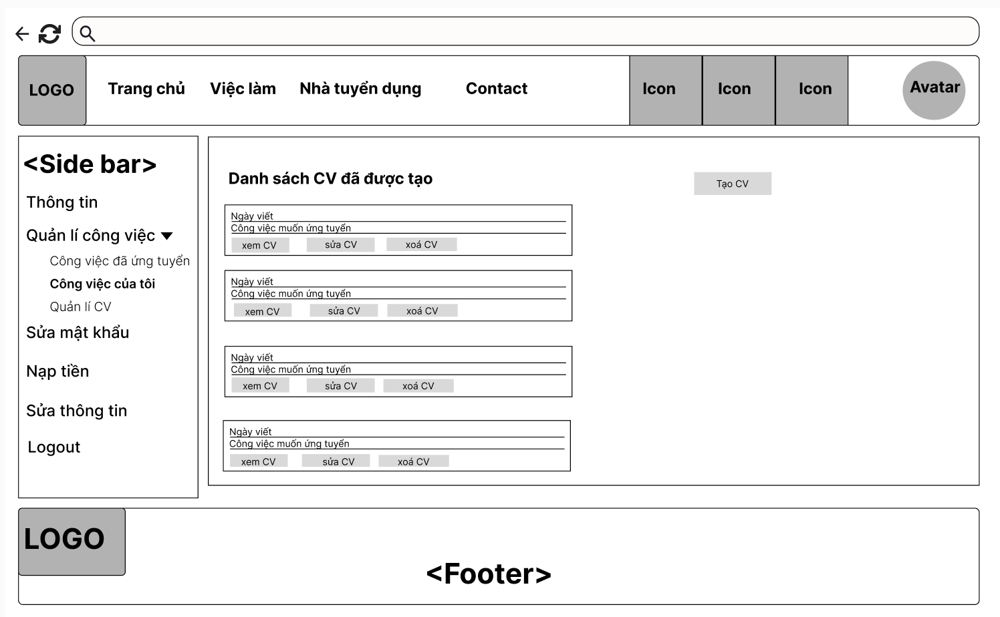 LOGO Trang chủ Việc làm Nhà tuyển dụng Contact Icon Icon Icon Avatar
<Side bar>
Thông tin
Quản lí công việc
Công việc đã ứng tuyển
Công việc của tôi
Quản lí CV
Sửa mật khẩu
Nạp tiền
Sửa thông tin
Logout
Danh sách CV đã được tạo
Tạo CV
Ngày viết
Công việc muốn ứng tuyển
xem CV sửa CV xoá CV
Ngày viết
Công việc muốn ứng tuyển
xem CV sửa CV xoá CV
Ngày viết
Công việc muốn ứng tuyển
xem CV sửa CV xoá CV
Ngày viết
Công việc muốn ứng tuyển
xem CV sửa CV xoá CV
LOGO
<Footer>